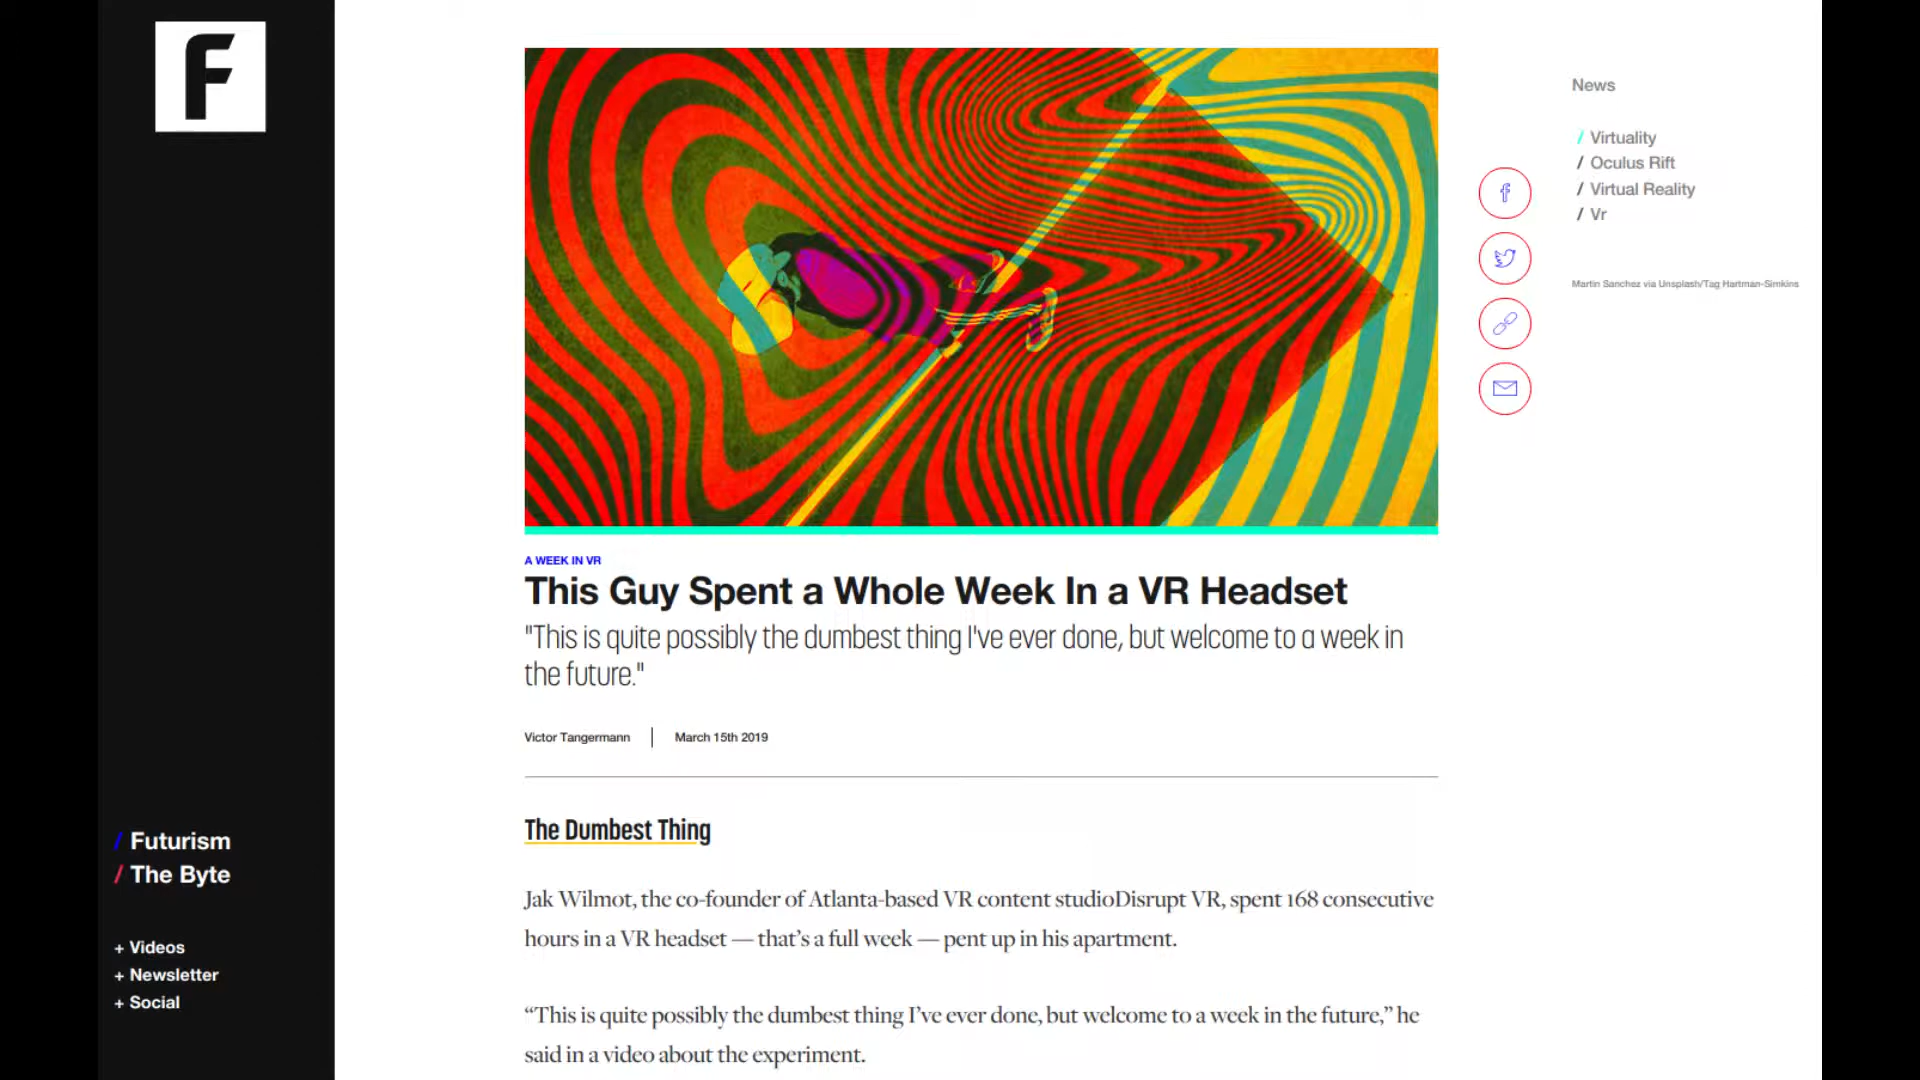 F
News
/ Virtuality
/ Oculus Rift
/ Virtual Reality
/ Vr
Martin Sanchez via Unsplash/Tag Hartman-Simkins
A WEEK IN VR
This Guy Spent a Whole Week In a VR Headset
"This is quite possibly the dumbest thing I've ever done, but welcome to a week in
the future."
Victor Tangermann | March 15th 2019
The Dumbest Thing
Jak Wilmot, the co-founder of Atlanta-based VR content studioDisrupt VR, spent 168 consecutive
hours in a VR headset — that’s a full week — pent up in his apartment.
“This is quite possibly the dumbest thing I’ve ever done, but welcome to a week in the future,” he
said in a video about the experiment.
/ Futurism
/ The Byte
+ Videos
+ Newsletter
+ Social